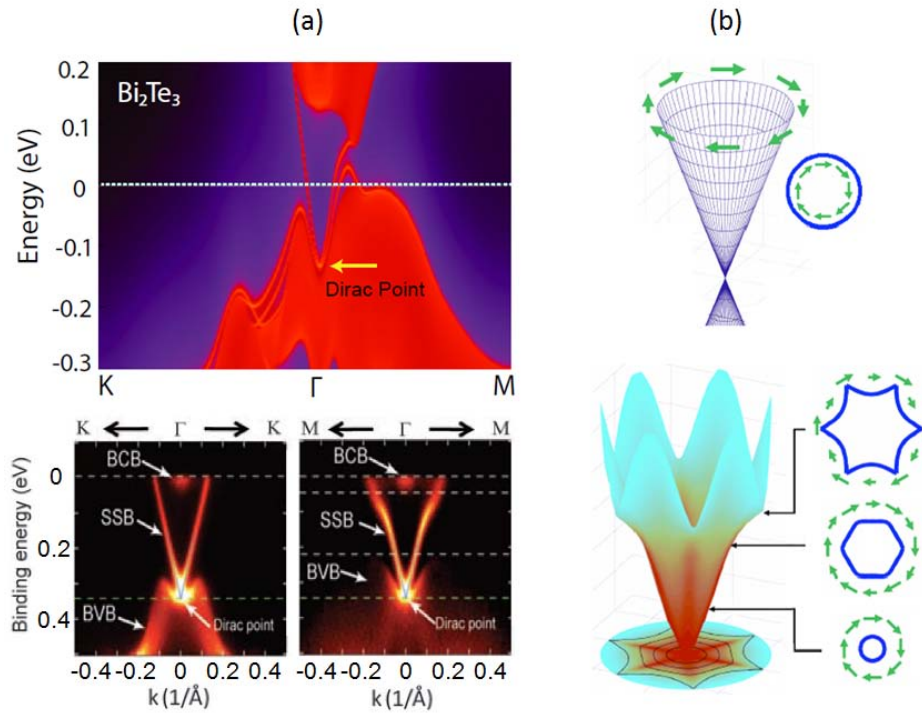 (a)
(b)
Bi₂Te₃
Energy (eV)
0.2
0.1
0
-0.1
-0.2
-0.3
Dirac Point
K
Γ
M
K
Γ
K
M
Γ
M
Binding energy (eV)
0
0.2
0.4
BCB
SSB
BVB
Dirac point
BCB
SSB
BVB
Dirac point
-0.4 -0.2 0 0.2 0.4
-0.4 -0.2 0 0.2 0.4
k (1/Å)
k (1/Å)